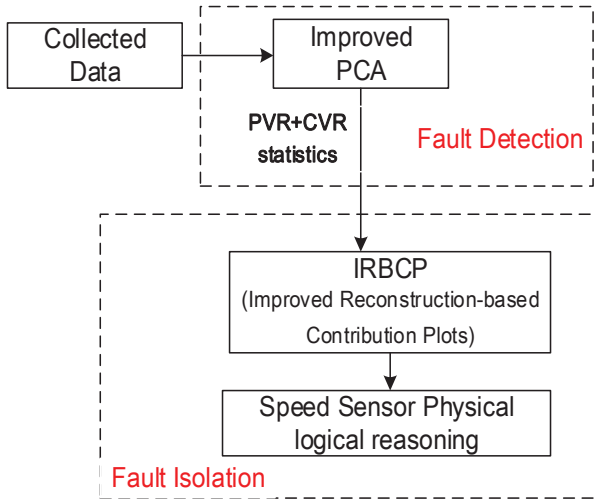 Collected
Data
Improved
PCA
PVR+CVR
statistics
Fault Detection
IRBCP
(Improved Reconstruction-based
Contribution Plots)
Speed Sensor Physical
logical reasoning
Fault Isolation